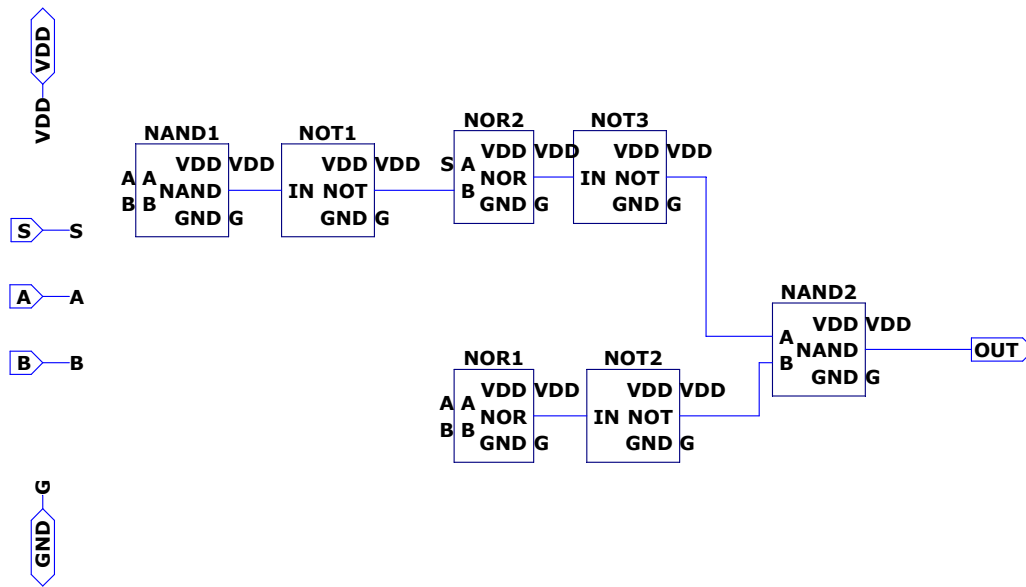 VDD
VDD
NAND1
A A VDD VDD
B B NAND
GND G
NOT1
VDD VDD
IN NOT
GND G
NOR2
S A VDD VDD
B NOR
GND G
NOT3
VDD VDD
IN NOT
GND G
S S
A A
B B
NAND2
VDD VDD
A NAND
B
GND G
OUT
NOR1
A A VDD VDD
B B NOR
GND G
NOT2
VDD VDD
IN NOT
GND G
G
GND